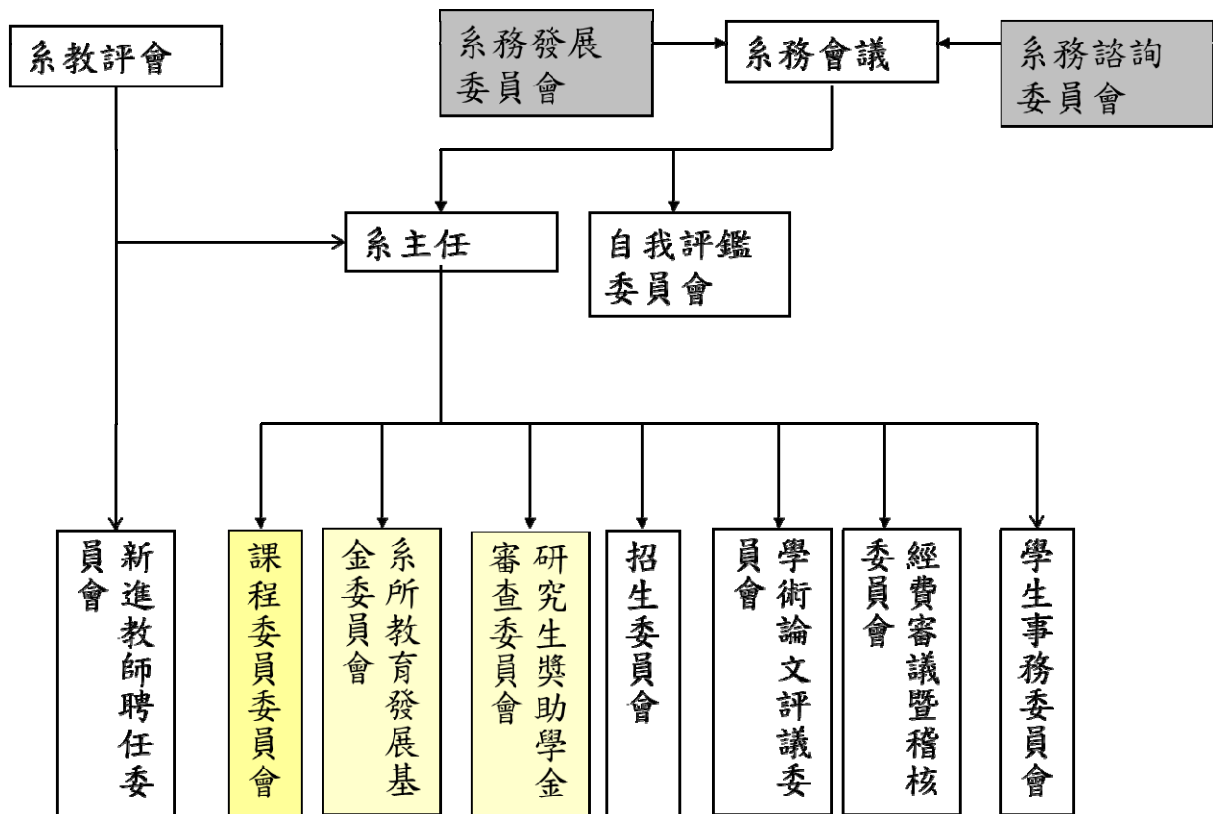 系教評會
系務發展
委員會
系務會議
系務諮詢
委員會
系主任
自我評鑑
委員會
新進教師聘任委
員會
課程委員委員會
系所教育發展基
金委員會
研究生獎助學金
審查委員會
招生委員會
學術論文評議委
員會
經費審議暨稽核
委員會
學生事務委員會